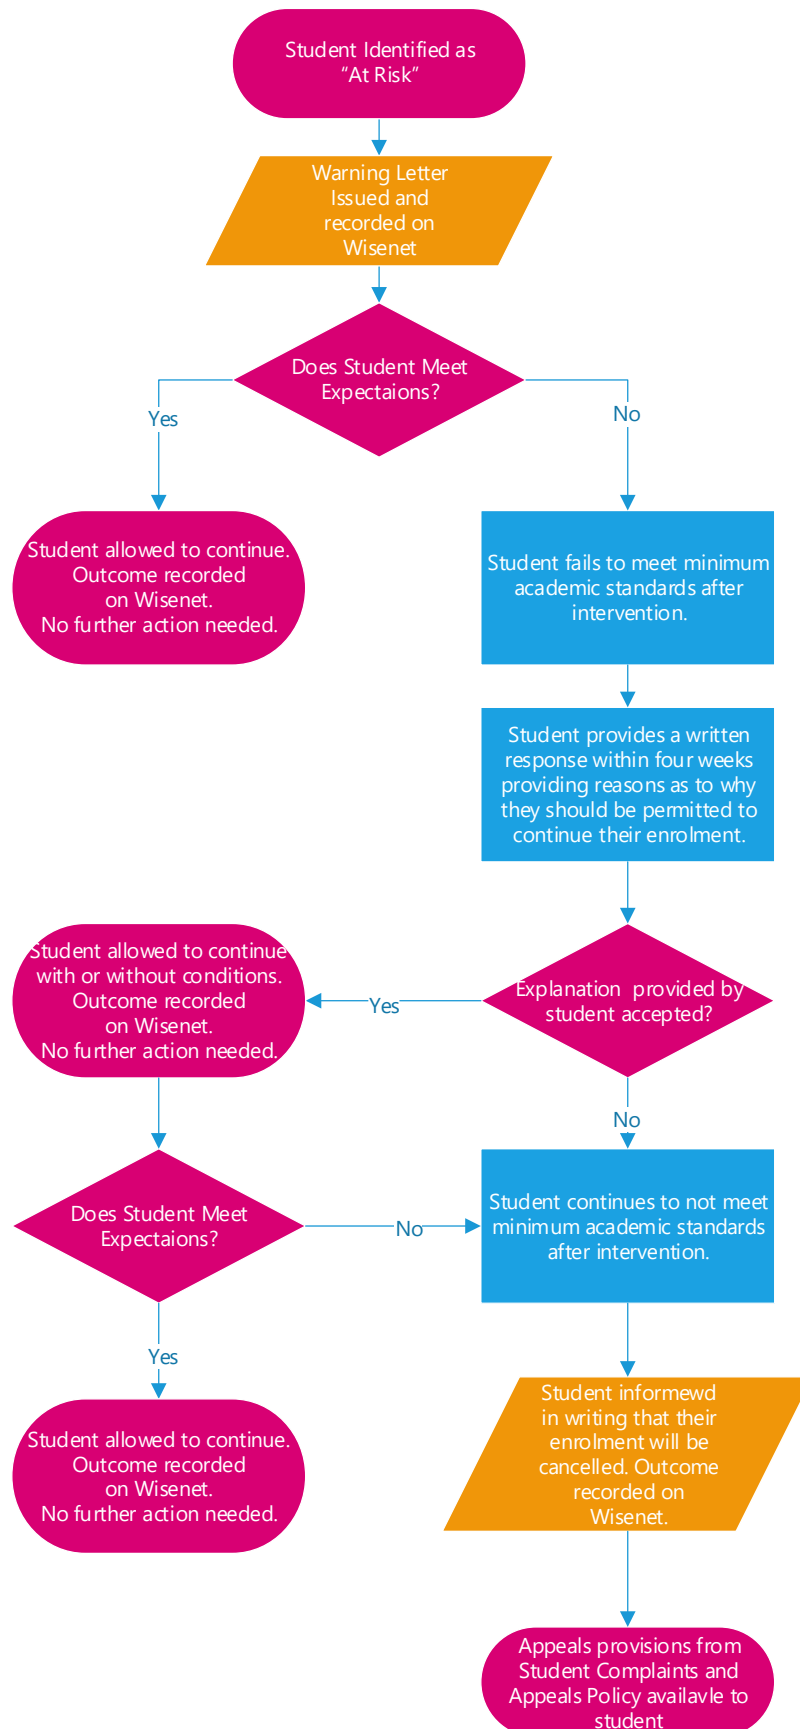 Student Identified as
“At Risk”
Warning Letter
Issued and
recorded on
Wisenet
Does Student Meet
Expectaions?
Yes
No
Student allowed to continue.
Outcome recorded
on Wisenet.
No further action needed.
Student fails to meet minimum
academic standards after
intervention.
Student provides a written
response within four weeks
providing reasons as to why
they should be permitted to
continue their enrolment.
Student allowed to continue
with or without conditions.
Outcome recorded
on Wisenet.
No further action needed.
Yes
Explanation provided by
student accepted?
No
Does Student Meet
Expectaions?
No
Student continues to not meet
minimum academic standards
after intervention.
Yes
Student allowed to continue.
Outcome recorded
on Wisenet.
No further action needed.
Student informewd
in writing that their
enrolment will be
cancelled. Outcome
recorded on
Wisenet.
Appeals provisions from
Student Complaints and
Appeals Policy availavle to
student